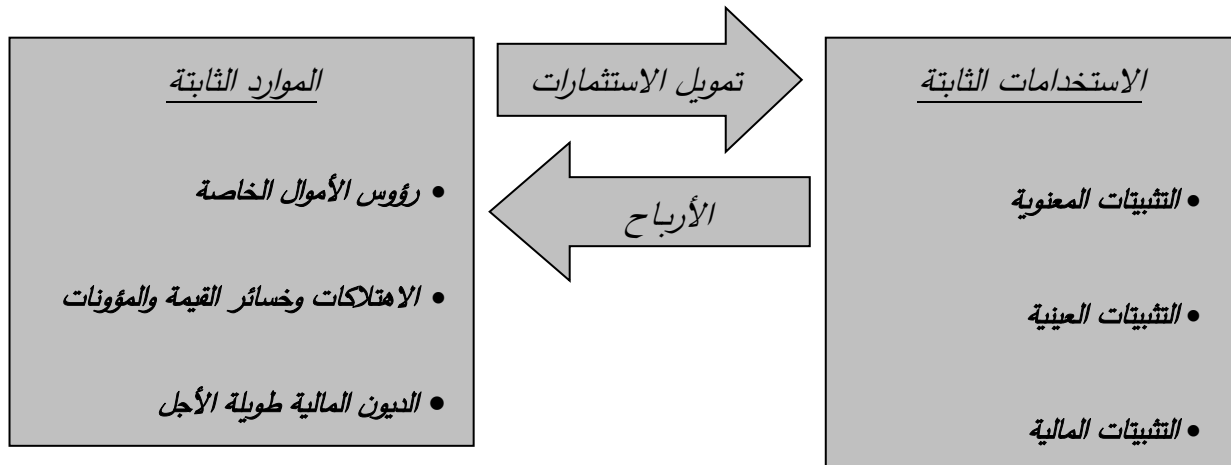 الاستخدامات الثابتة
• التثبيتات المعنوية
• التثبيتات العينية
• التثبيتات المالية
تمويل الاستثمارات
الأرباح
الموارد الثابتة
• رؤوس الأموال الخاصة
• الاهتلاكات وخسائر القيمة والمؤونات
• الديون المالية طويلة الأجل